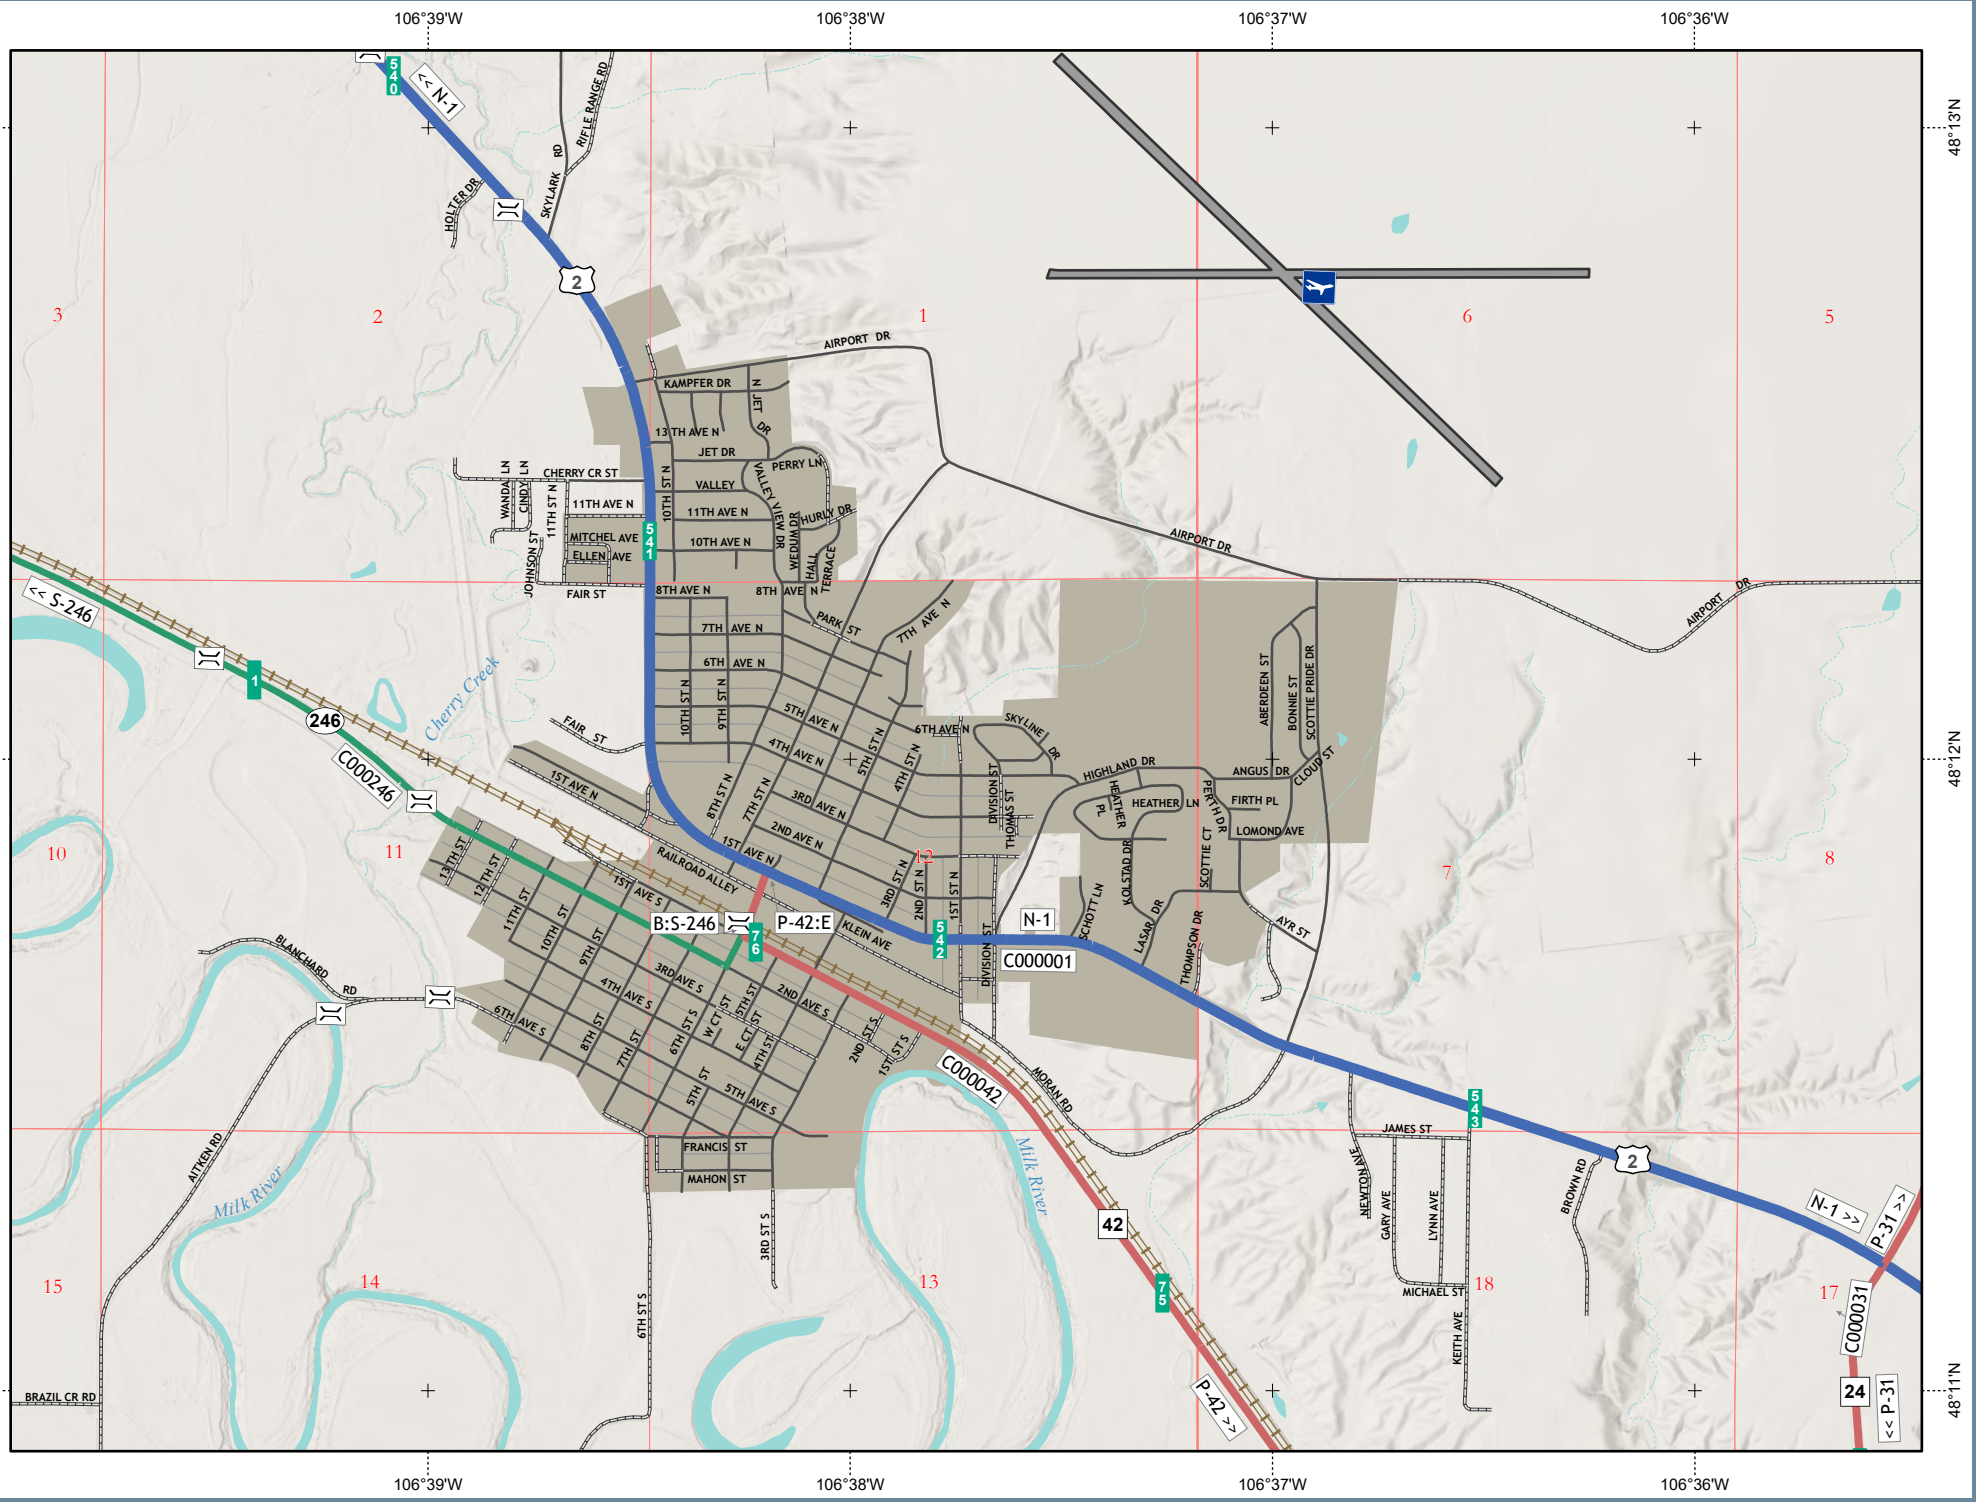 106°39'W
106°38'W
106°37'W
106°36'W
48°13'N
48°12'N
48°11'N
540
<< N-1
RIFLE RANGE RD
SKYLARK RD
HOLTER DR
2
3
2
1
6
5
AIRPORT DR
KAMPFER DR
N JET DR
13TH AVE N
JET DR
PERRY LN
VALLEY
VALLEY VIEW DR
10TH ST N
11TH AVE N
HURLY DR
WEDUM DR
10TH AVE N
HALL
TERRACE
CHERRY CR ST
WANDA LN
CINDY LN
11TH ST N
11TH AVE N
MITCHEL AVE
ELLEN AVE
JOHNSON ST
FAIR ST
541
AIRPORT DR
AIRPORT DR
<< S-246
8TH AVE N
8TH AVE N
PARK ST
7TH AVE N
7TH AVE N
6TH AVE N
10TH ST N
9TH ST N
1
246
C000246
Cherry Creek
FAIR ST
5TH AVE N
4TH AVE N
5TH ST N
4TH ST N
6TH AVE N
SKYLINE DR
ABERDEEN ST
BONNIE ST
SCOTTIE PRIDE DR
CLOUD ST
HIGHLAND DR
ANGUS DR
1ST AVE N
8TH ST N
7TH ST N
3RD AVE N
2ND AVE N
1ST AVE N
DIVISION ST
THOMAS ST
HEATHER PL
HEATHER LN
PERTH DR
FIRTH PL
LOMOND AVE
10
11
12
7
8
RAILROAD ALLEY
13TH ST
12TH ST
11TH ST
10TH ST
9TH ST
1ST AVE S
3RD ST N
2ND ST N
1ST ST N
KOLSTAD DR
SCOTTIE CT
SCHOTT LN
LASAR DR
THOMPSON DR
AYR ST
B:S-246
76
P-42:E
KLEIN AVE
542
N-1
C000001
DIVISION ST
BLANCHARD RD
3RD AVE S
4TH AVE S
2ND AVE S
6TH AVE S
8TH ST
7TH ST
6TH ST S
W CT ST
5TH ST
E CT ST
4TH ST
2ND ST S
1ST ST S
5TH ST
5TH AVE S
C000042
MORAN RD
543
JAMES ST
AITKEN RD
FRANCIS ST
MAHON ST
Milk River
Milk River
NEWTON AVE
GARY AVE
LYNN AVE
BROWN RD
2
N-1 >>
P-31 >>
42
75
3RD ST S
6TH ST S
15
14
13
18
17
MICHAEL ST
KEITH AVE
C000031
BRAZIL CR RD
P-42 >>
24
<< P-31
106°39'W
106°38'W
106°37'W
106°36'W